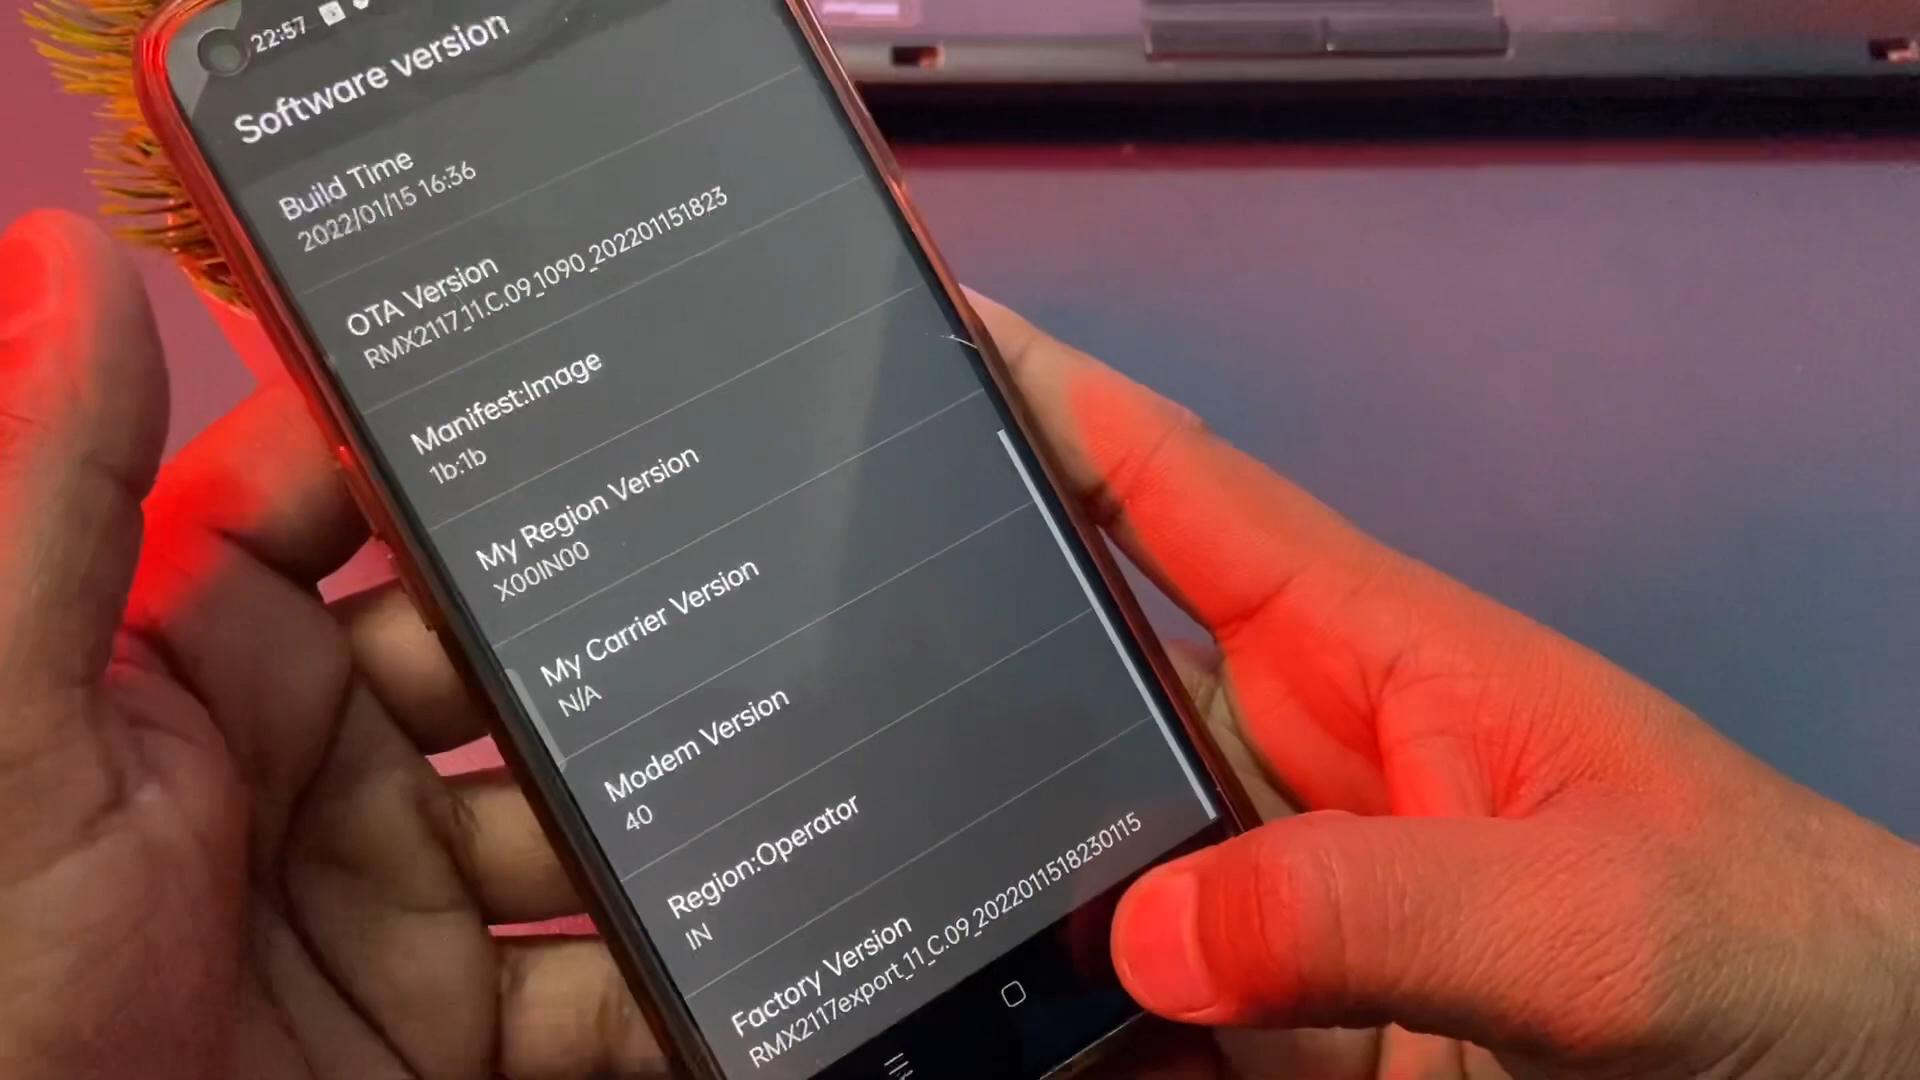 22:57
Software version
Build Time
2022/01/15 16:36
OTA Version
RMX2117_11.C.09_1090_202201151823
Manifest:Image
1b:1b
My Region Version
X00IN00
My Carrier Version
N/A
Modem Version
40
Region:Operator
IN
Factory Version
RMX2117export_11_C.09_2022011518230115